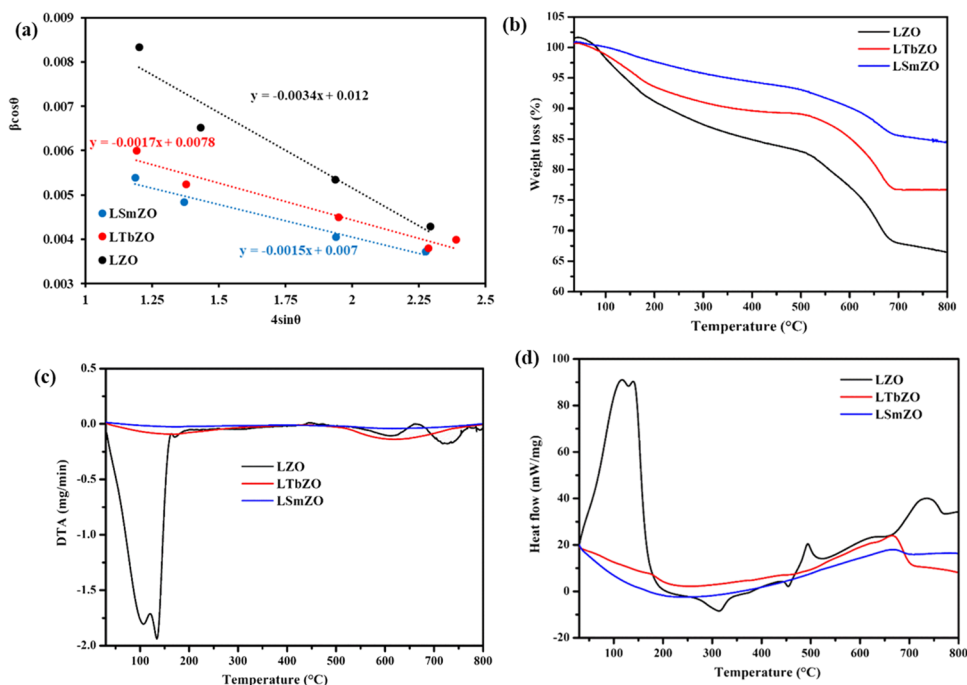 (a)
0.009
0.008
0.007
0.006
0.005
0.004
0.003
βcosθ
y = -0.0034x + 0.012
y = -0.0017x + 0.0078
y = -0.0015x + 0.007
LSmZO
LTbZO
LZO
1 1.25 1.5 1.75 2 2.25 2.5
4sinθ
(b)
105
100
95
90
85
80
75
70
65
60
Weight loss (%)
LZO
LTbZO
LSmZO
100 200 300 400 500 600 700 800
Temperature (°C)
(c)
0.5
0.0
-0.5
-1.0
-1.5
-2.0
DTA (mg/min)
LZO
LTbZO
LSmZO
100 200 300 400 500 600 700 800
Temperature (°C)
(d)
100
80
60
40
20
0
-20
Heat flow (mW/mg)
LZO
LTbZO
LSmZO
100 200 300 400 500 600 700 800
Temperature (°C)